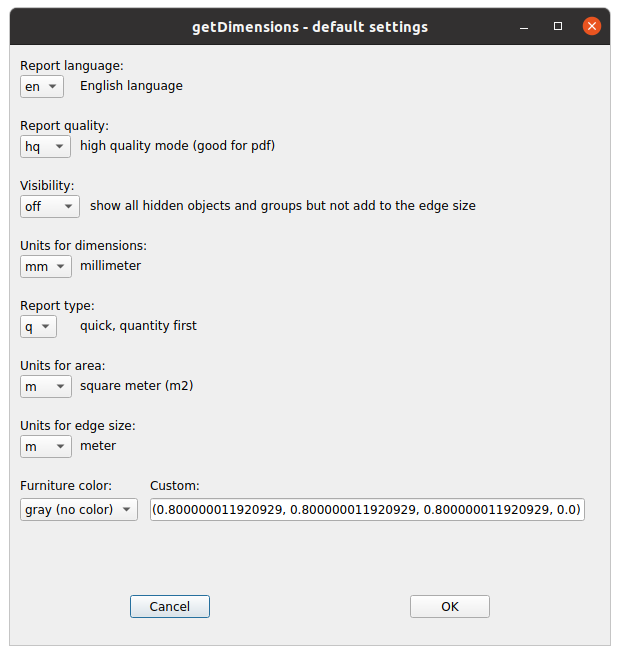 getDimensions - default settings
Report language:
en English language
Report quality:
hq high quality mode (good for pdf)
Visibility:
off show all hidden objects and groups but not add to the edge size
Units for dimensions:
mm millimeter
Report type:
q quick, quantity first
Units for area:
m square meter (m2)
Units for edge size:
m meter
Furniture color: Custom:
gray (no color) (0.800000011920929, 0.800000011920929, 0.800000011920929, 0.0)
Cancel OK